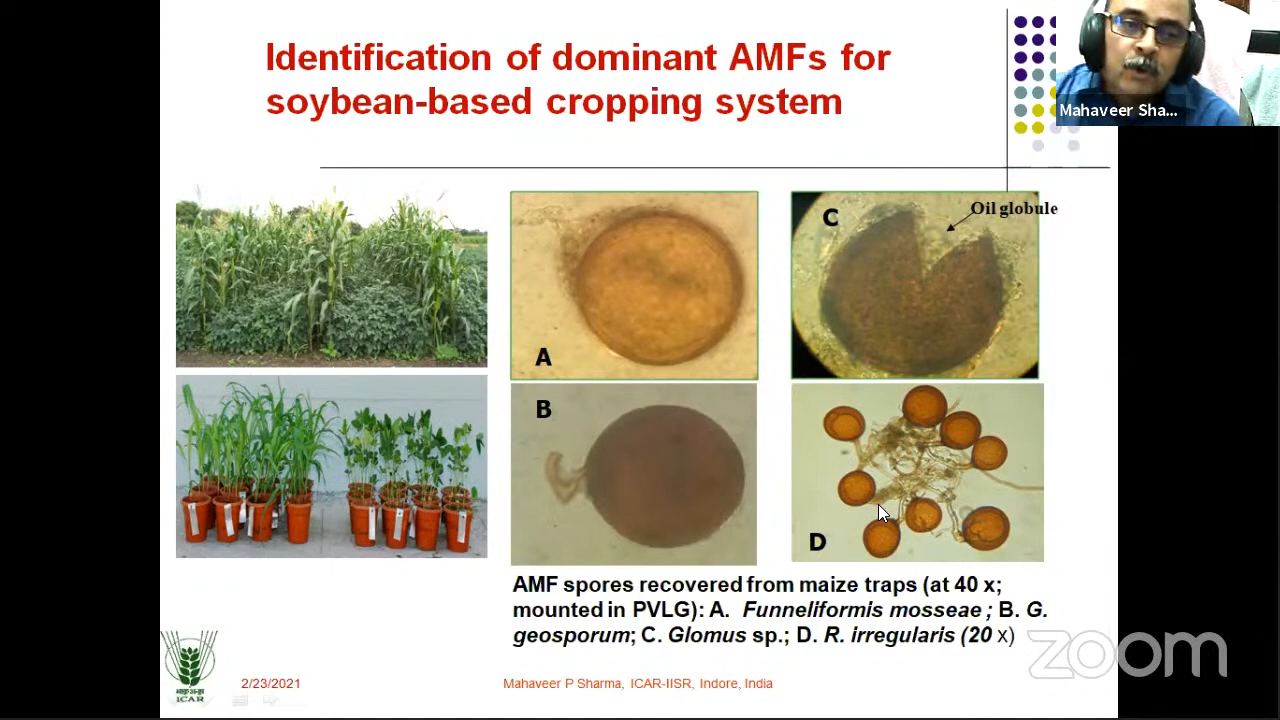 Identification of dominant AMFs for
soybean-based cropping system
Mahaveer Sha...
C
Oil globule
A
B
D
AMF spores recovered from maize traps (at 40 x;
mounted in PVLG): A. Funneliformis mosseae ; B. G.
geosporum; C. Glomus sp.; D. R. irregularis (20 x)
zoom
ICAR
2/23/2021
Mahaveer P Sharma, ICAR-IISR, Indore, India